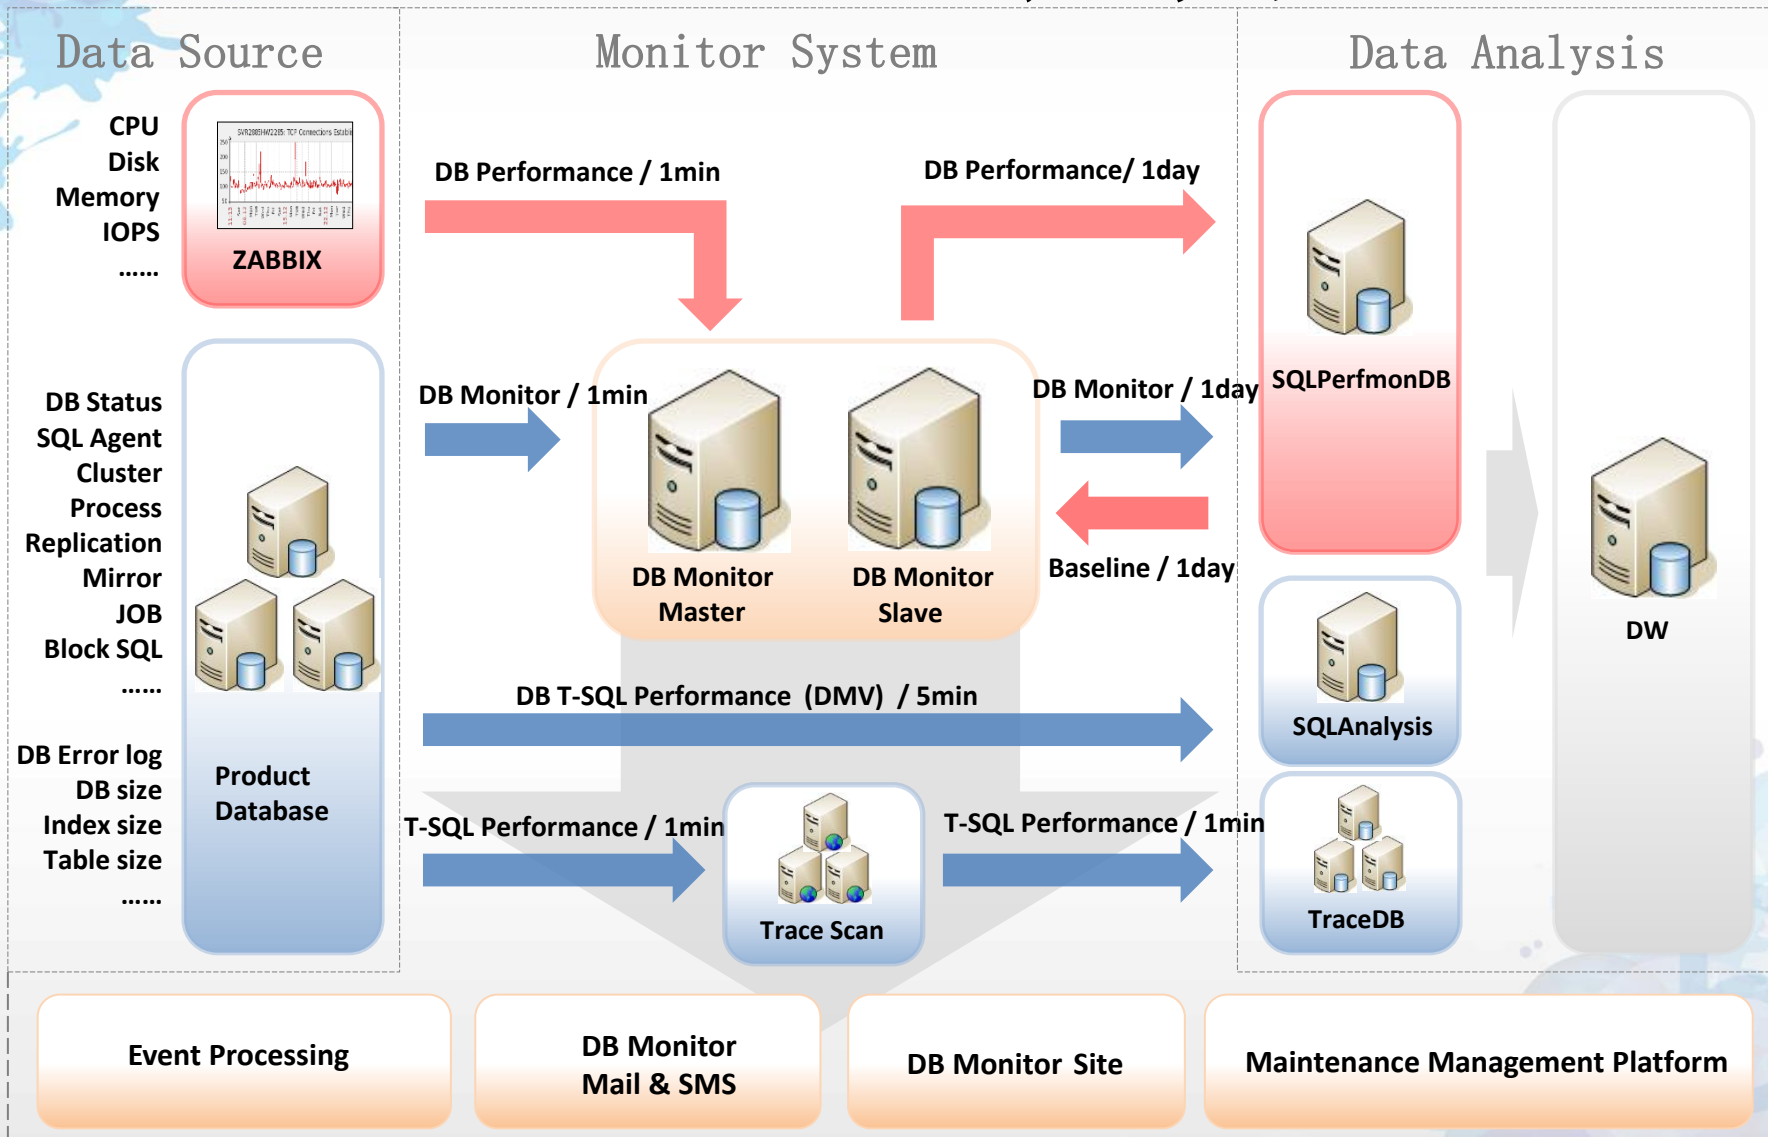 Data Source
Monitor System
Data Analysis
CPU
Disk
Memory
IOPS
......
SVR2885HW2285: TCP Connections Establis
ZABBIX
DB Performance / 1min
DB Performance/ 1day
DB Status
SQL Agent
Cluster
Process
Replication
Mirror
JOB
Block SQL
......
DB Error log
DB size
Index size
Table size
......
Product
Database
DB Monitor / 1min
DB Monitor
Master
DB Monitor
Slave
DB Monitor / 1day
Baseline / 1day
SQLPerfmonDB
DB T-SQL Performance (DMV) / 5min
SQLAnalysis
T-SQL Performance / 1min
Trace Scan
T-SQL Performance / 1min
TraceDB
DW
Event Processing
DB Monitor
Mail & SMS
DB Monitor Site
Maintenance Management Platform